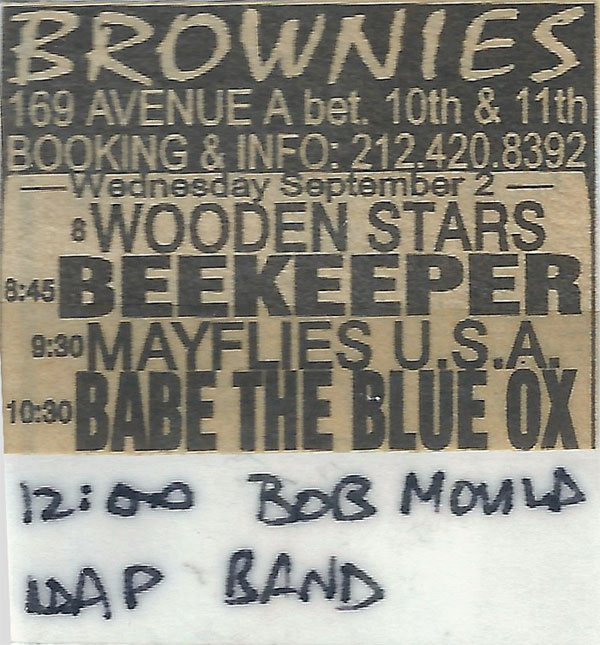 BROWNIES
169 AVENUE A bet. 10th & 11th
BOOKING & INFO: 212.420.8392
Wednesday September 2
8 WOODEN STARS
8:45 BEEKEEPER
9:30 MAYFLIES U.S.A.
10:30 BABE THE BLUE OX
12:00 BOB MOULD
BAND